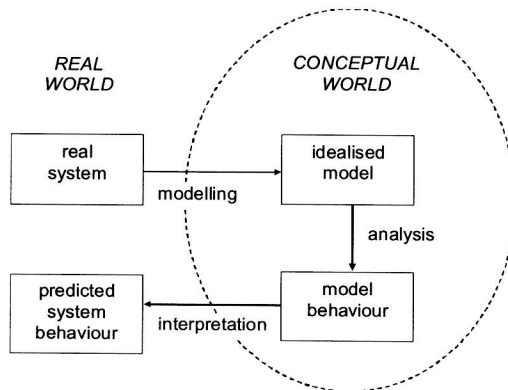 REAL
WORLD
CONCEPTUAL
WORLD
real
system
modelling
idealised
model
analysis
model
behaviour
interpretation
predicted
system
behaviour